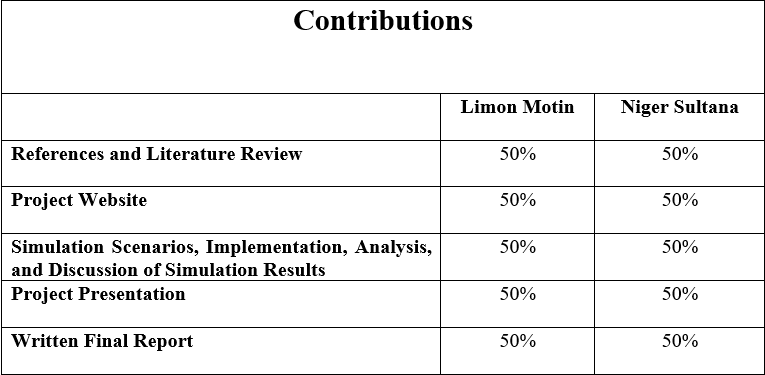 Contributions
Limon Motin Niger Sultana
References and Literature Review 50% 50%
Project Website 50% 50%
Simulation Scenarios, Implementation, Analysis, 50% 50%
and Discussion of Simulation Results
Project Presentation 50% 50%
Written Final Report 50% 50%